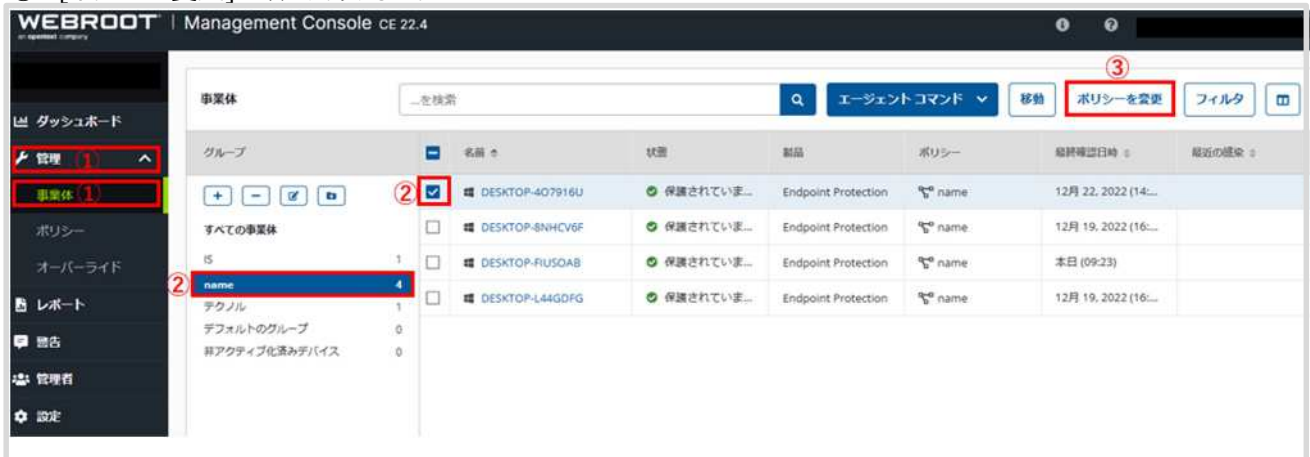 WEBROOT | Management Console CE 22.4
an opentext company
③
事業体
...を検索
エージェントコマンド
移動
ポリシーを変更
フィルタ
ダッシュボード
管理 ①
事業体 ①
ポリシー
オーバーライド
レポート
警告
管理者
設定
グループ
すべての事業体
IS 1
② name 4
テクノル 1
デフォルトのグループ 0
非アクティブ化済みデバイス 0
名前 状態 製品 ポリシー 最終確認日時 最近の感染
② DESKTOP-4O7916U 保護されていま... Endpoint Protection name 12月 22, 2022 (14:...
DESKTOP-8NHCV6F 保護されていま... Endpoint Protection name 12月 19, 2022 (16:...
DESKTOP-FIUSOAB 保護されていま... Endpoint Protection name 本日 (09:23)
DESKTOP-L44GDFG 保護されていま... Endpoint Protection name 12月 19, 2022 (16:...